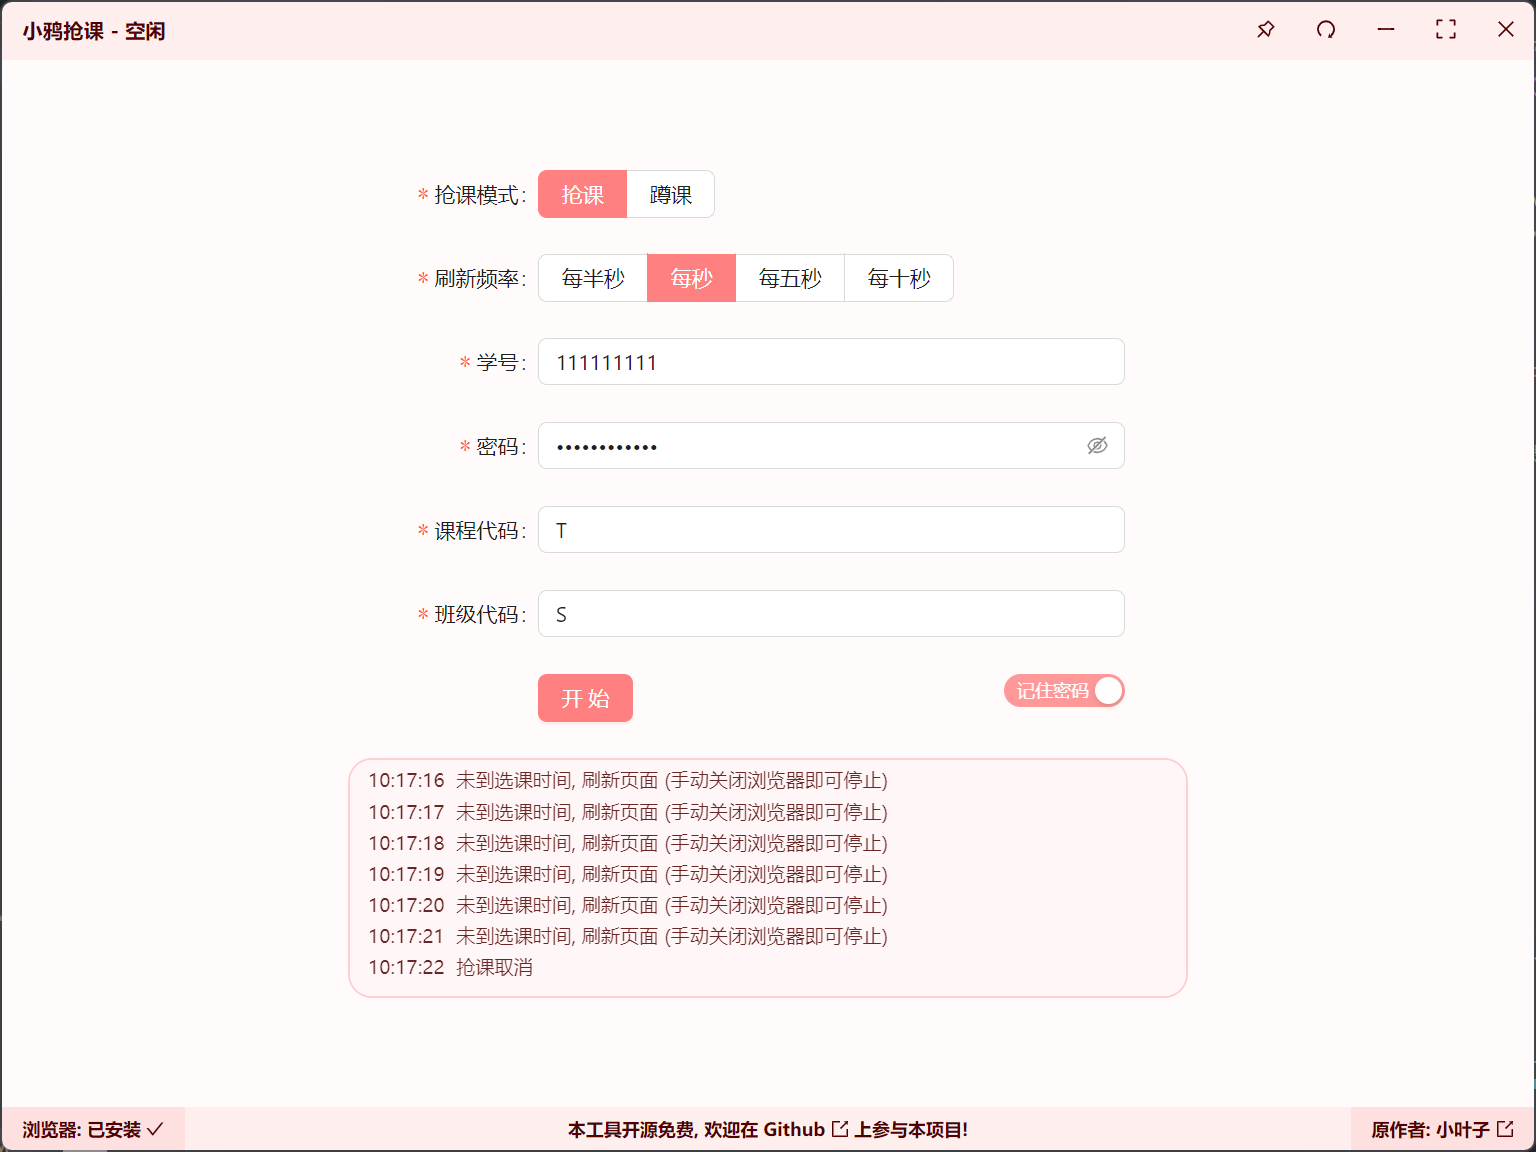 小鸦抢课 - 空闲
* 抢课模式: 抢课 蹲课
* 刷新频率: 每半秒 每秒 每五秒 每十秒
* 学号: 111111111
* 密码: ••••••••••••
* 课程代码: T
* 班级代码: S
开 始 记住密码
10:17:16 未到选课时间, 刷新页面 (手动关闭浏览器即可停止)
10:17:17 未到选课时间, 刷新页面 (手动关闭浏览器即可停止)
10:17:18 未到选课时间, 刷新页面 (手动关闭浏览器即可停止)
10:17:19 未到选课时间, 刷新页面 (手动关闭浏览器即可停止)
10:17:20 未到选课时间, 刷新页面 (手动关闭浏览器即可停止)
10:17:21 未到选课时间, 刷新页面 (手动关闭浏览器即可停止)
10:17:22 抢课取消
浏览器: 已安装 本工具开源免费, 欢迎在 Github 上参与本项目! 原作者: 小叶子